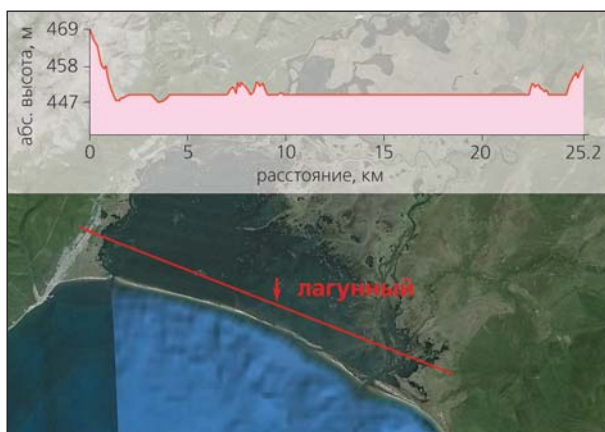 абс. высота, м
469
458
447
0 5 10 15 20 25.2
расстояние, км
лагунный